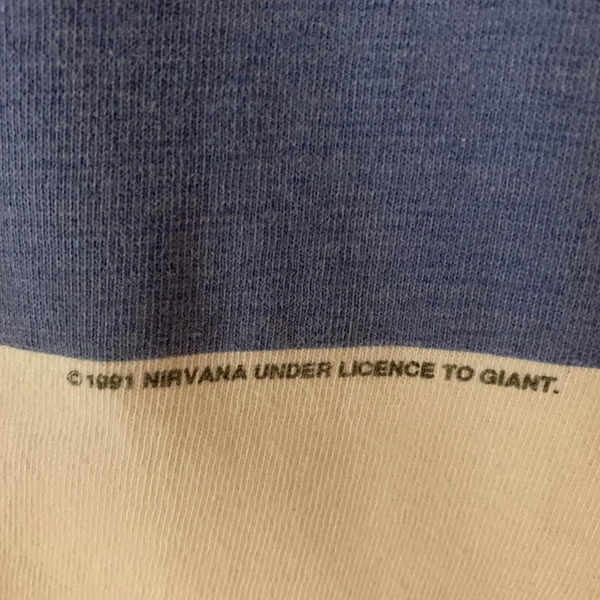 © 1991 NIRVANA UNDER LICENCE TO GIANT.